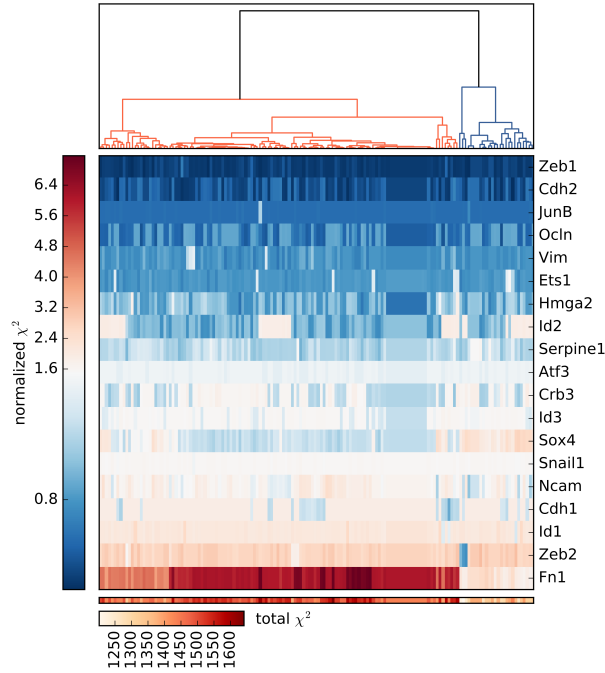 Zeb1
Cdh2
JunB
Ocln
Vim
Ets1
Hmga2
Id2
Serpine1
Atf3
Crb3
Id3
Sox4
Snail1
Ncam
Cdh1
Id1
Zeb2
Fn1
6.4
5.6
4.8
4.0
3.2
2.4
1.6
0.8
normalized χ²
total χ²
1250
1300
1350
1400
1450
1500
1550
1600